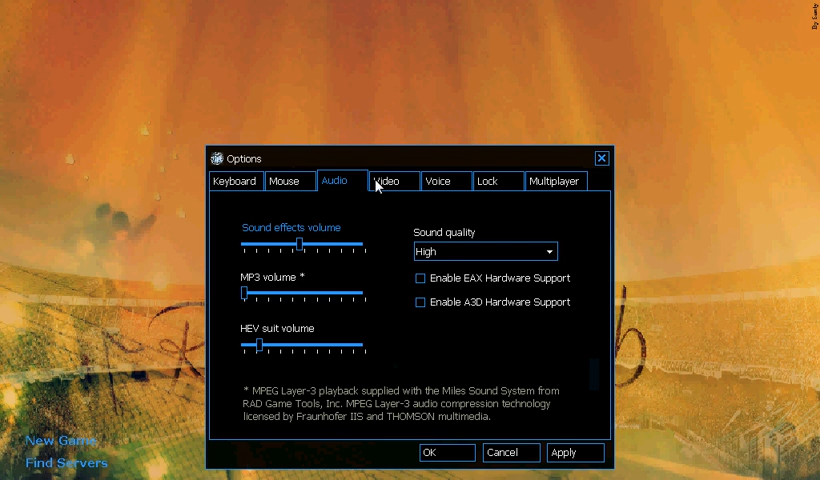 By Sandy
Options
Keyboard Mouse Audio Video Voice Lock Multiplayer
Sound effects volume
Sound quality
High
MP3 volume *
Enable EAX Hardware Support
Enable A3D Hardware Support
HEV suit volume
* MPEG Layer-3 playback supplied with the Miles Sound System from
RAD Game Tools, Inc. MPEG Layer-3 audio compression technology
licensed by Fraunhofer IIS and THOMSON multimedia.
New Game
OK Cancel Apply
Find Servers